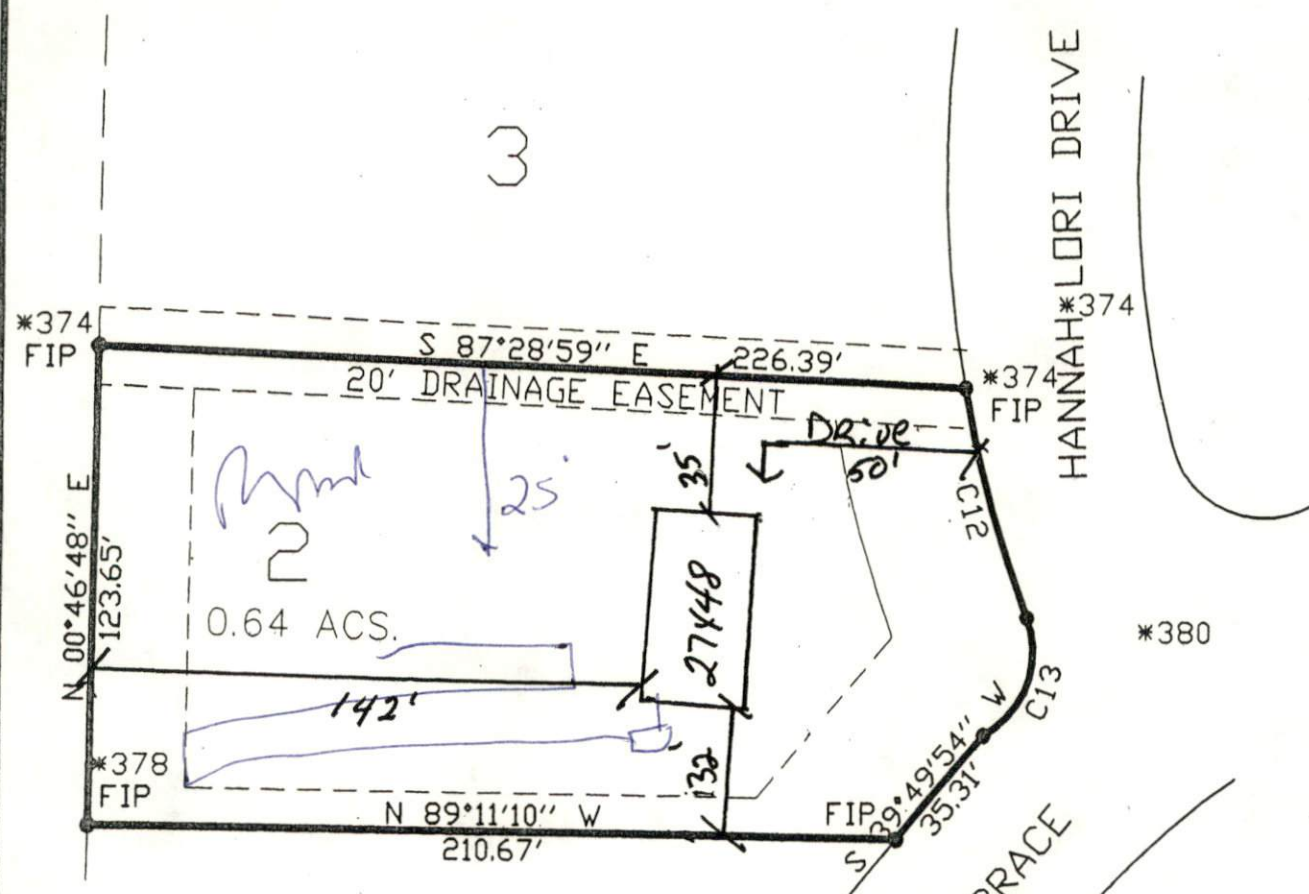 3
HANNAH LORI DRIVE
*374
FIP
S 87°28'59" E 226.39'
*374
20' DRAINAGE EASEMENT
*374
FIP
Drive
50'
35'
25'
C12
N 00°46'48" E
123.65'
2
0.64 ACS.
27x48
*380
142'
C13
*378
FIP
32'
N 89°11'10" W
210.67'
FIP
S 39°49'54" W
35.31'